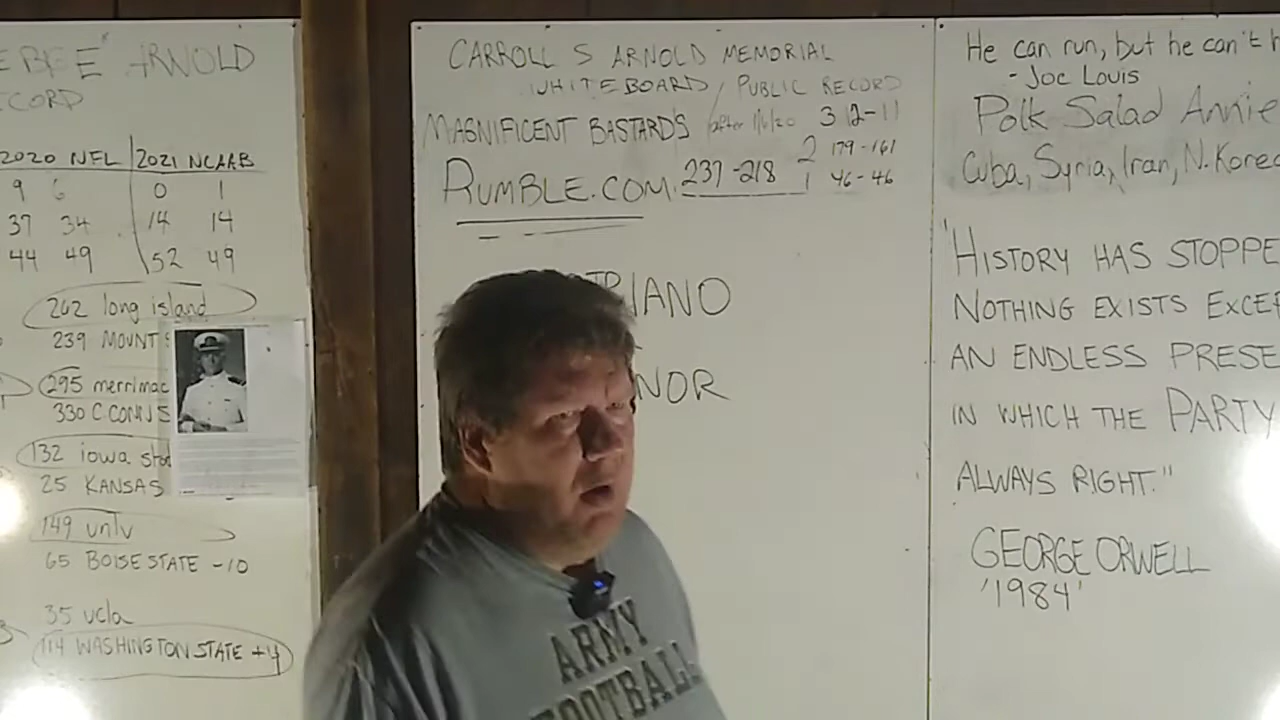 ARNOLD
CORD
2020 NFL 2021 NCAAB
9 6 0 1
37 34 14 14
44 49 52 49
262 long island
239 MOUNT S
295 merrimac
330 C CONN S
132 iowa
25 KANSAS
149 unlv
65 BOISE STATE -10
35 ucla
114 WASHINGTON STATE +4
CARROLL S ARNOLD MEMORIAL
WHITEBOARD / PUBLIC RECORD
MAGNIFICENT BASTARDS 3 12-11
2 179-161
RUMBLE.COM 237-218 1 46-46
TRIANO
NOR
He can run, but he can't h
- Joe Louis
Polk Salad Annie
Cuba, Syria, Iran, N. Korea
"HISTORY HAS STOPPE
NOTHING EXISTS EXCEP
AN ENDLESS PRESE
IN WHICH THE PARTY
ALWAYS RIGHT."
GEORGE ORWELL
'1984'
ARMY
FOOTBALL